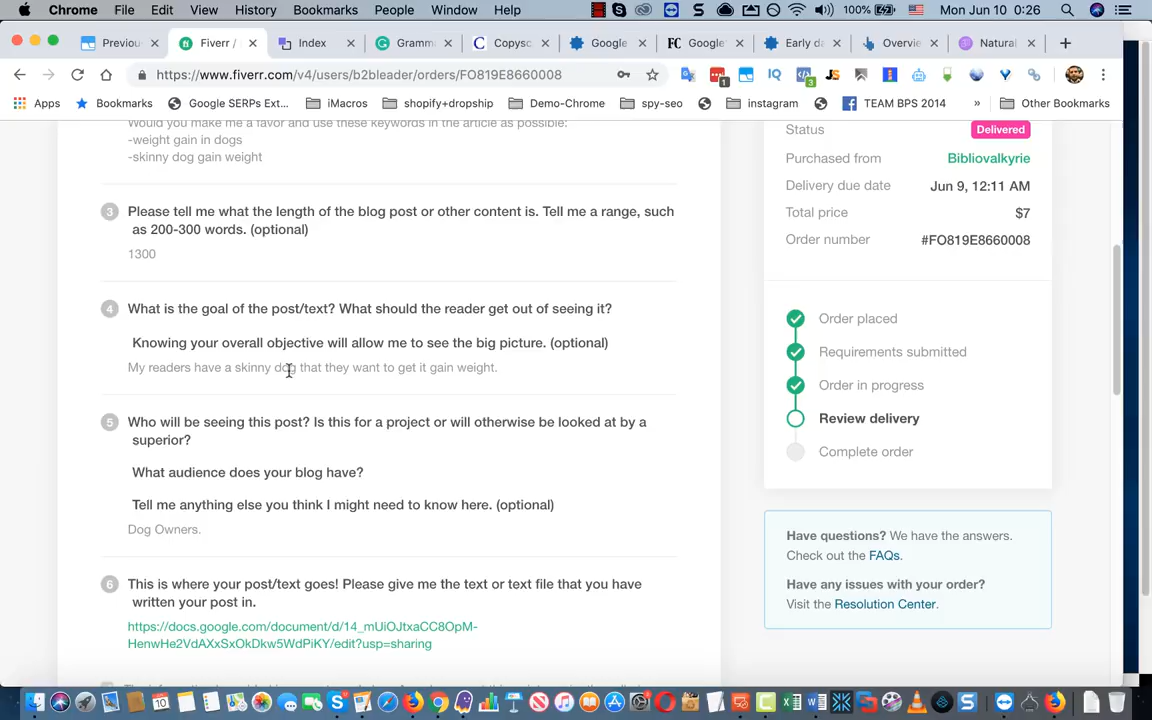 Chrome File Edit View History Bookmarks People Window Help 100% Mon Jun 10 0:26
Previou Fiverr / Index Gramm Copysc Google Google Early da Overvie Natural
https://www.fiverr.com/v4/users/b2bleader/orders/FO819E8660008
Apps Bookmarks Google SERPs Ext... iMacros shopify+dropship Demo-Chrome spy-seo instagram TEAM BPS 2014 » Other Bookmarks
Would you make me a favor and use these keywords in the article as possible:
-weight gain in dogs
-skinny dog gain weight
3 Please tell me what the length of the blog post or other content is. Tell me a range, such
as 200-300 words. (optional)
1300
4 What is the goal of the post/text? What should the reader get out of seeing it?
Knowing your overall objective will allow me to see the big picture. (optional)
My readers have a skinny dog that they want to get it gain weight.
5 Who will be seeing this post? Is this for a project or will otherwise be looked at by a
superior?
What audience does your blog have?
Tell me anything else you think I might need to know here. (optional)
Dog Owners.
6 This is where your post/text goes! Please give me the text or text file that you have
written your post in.
https://docs.google.com/document/d/14_mUiOJtxaCC8OpM-
HenwHe2VdAXxSxOkDkw5WdPiKY/edit?usp=sharing
Status Delivered
Purchased from Bibliovalkyrie
Delivery due date Jun 9, 12:11 AM
Total price $7
Order number #FO819E8660008
Order placed
Requirements submitted
Order in progress
Review delivery
Complete order
Have questions? We have the answers.
Check out the FAQs.
Have any issues with your order?
Visit the Resolution Center.